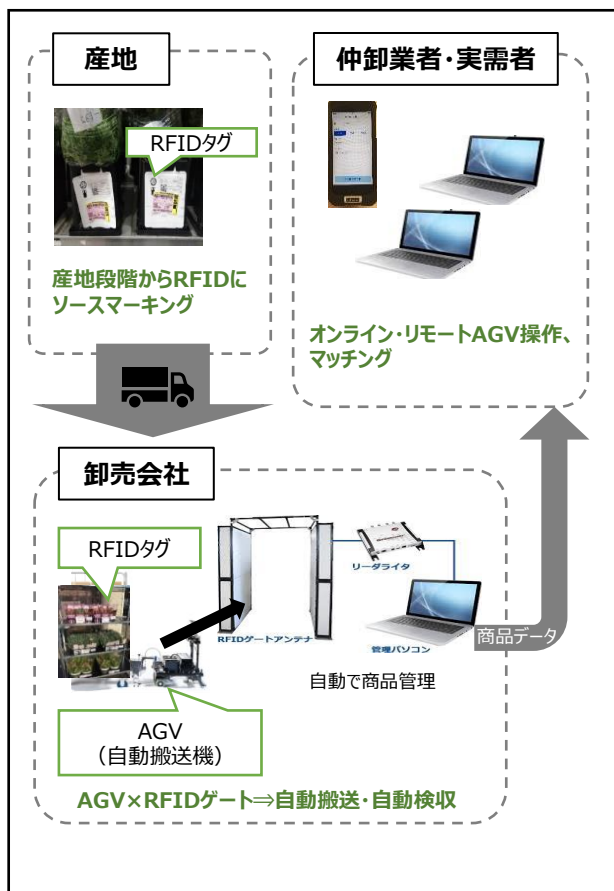 産地
RFIDタグ
産地段階からRFIDに
ソースマーキング
仲卸業者・実需者
オンライン・リモートAGV操作、
マッチング
卸売会社
RFIDタグ
リーダライタ
RFIDゲートアンテナ
管理パソコン
商品データ
自動で商品管理
AGV
（自動搬送機）
AGV×RFIDゲート⇒自動搬送・自動検収